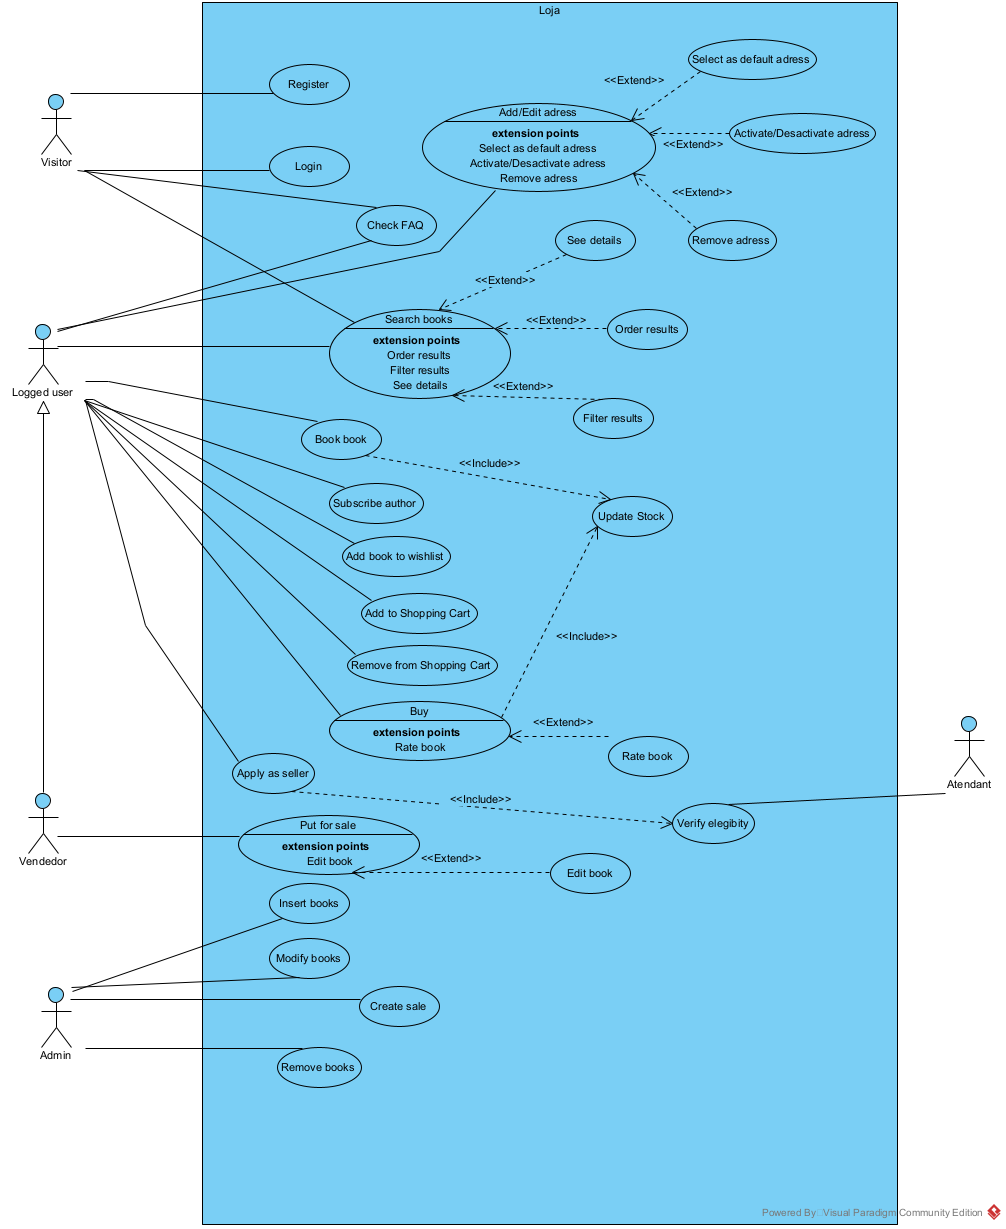 Loja
Select as default adress
<<Extend>>
Register
Add/Edit adress
extension points
Select as default adress
Activate/Desactivate adress
Remove adress
Activate/Desactivate adress
<<Extend>>
Visitor
Login
<<Extend>>
Check FAQ
See details
Remove adress
<<Extend>>
Search books
extension points
Order results
Filter results
See details
<<Extend>>
Order results
Logged user
<<Extend>>
Filter results
Book book
<<Include>>
Subscribe author
Update Stock
Add book to wishlist
Add to Shopping Cart
<<Include>>
Remove from Shopping Cart
Buy
extension points
Rate book
<<Extend>>
Rate book
Apply as seller
Atendant
<<Include>>
Verify elegibity
Put for sale
extension points
Edit book
<<Extend>>
Vendedor
Edit book
Insert books
Modify books
Create sale
Admin
Remove books
Powered By Visual Paradigm Community Edition